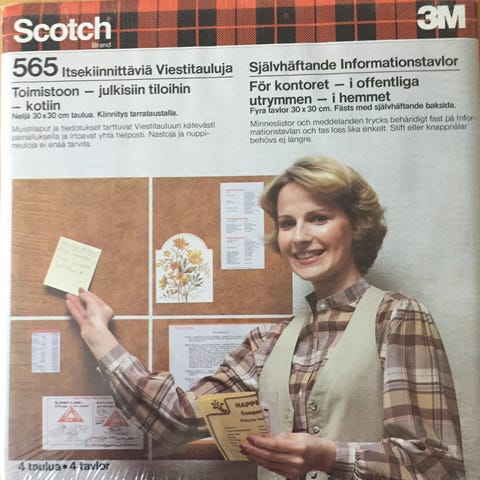 Scotch
Brand
3M
565 Itsekiinnittäviä Viestitauluja
Toimistoon – julkisiin tiloihin
– kotiin
Neljä 30 x 30 cm taulua. Kiinnitys tarrataustalla.
Muistilaput ja tiedotukset tarttuvat Viestitauluun kätevästi
painalluksella ja irtoavat yhtä helposti. Nastoja ja nuppi-
neuloja ei enää tarvita.
Självhäftande Informationstavlor
För kontoret – i offentliga
utrymmen – i hemmet
Fyra tavlor 30 x 30 cm. Fästs med självhäftande baksida.
Minneslistor och meddelanden trycks behändigt fast på Infor-
mationstavlan och tas loss lika enkelt. Stift eller knappnålar
behövs ej längre.
HAPPY
Coupon
4 taulua • 4 tavlor